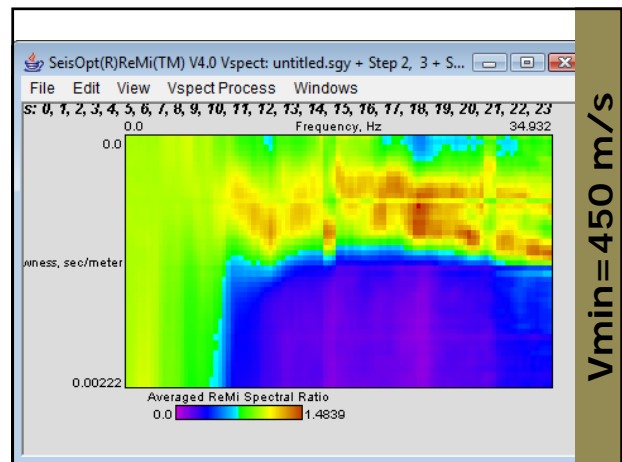 SeisOpt(R)ReMi(TM) V4.0 Vspect: untitled.sgy + Step 2, 3 + S...
File Edit View Vspect Process Windows
s: 0, 1, 2, 3, 4, 5, 6, 7, 8, 9, 10, 11, 12, 13, 14, 15, 16, 17, 18, 19, 20, 21, 22, 23
0.0 Frequency, Hz 34.932
0.0
wness, sec/meter
0.00222
Averaged ReMi Spectral Ratio
0.0 1.4839
Vmin=450 m/s